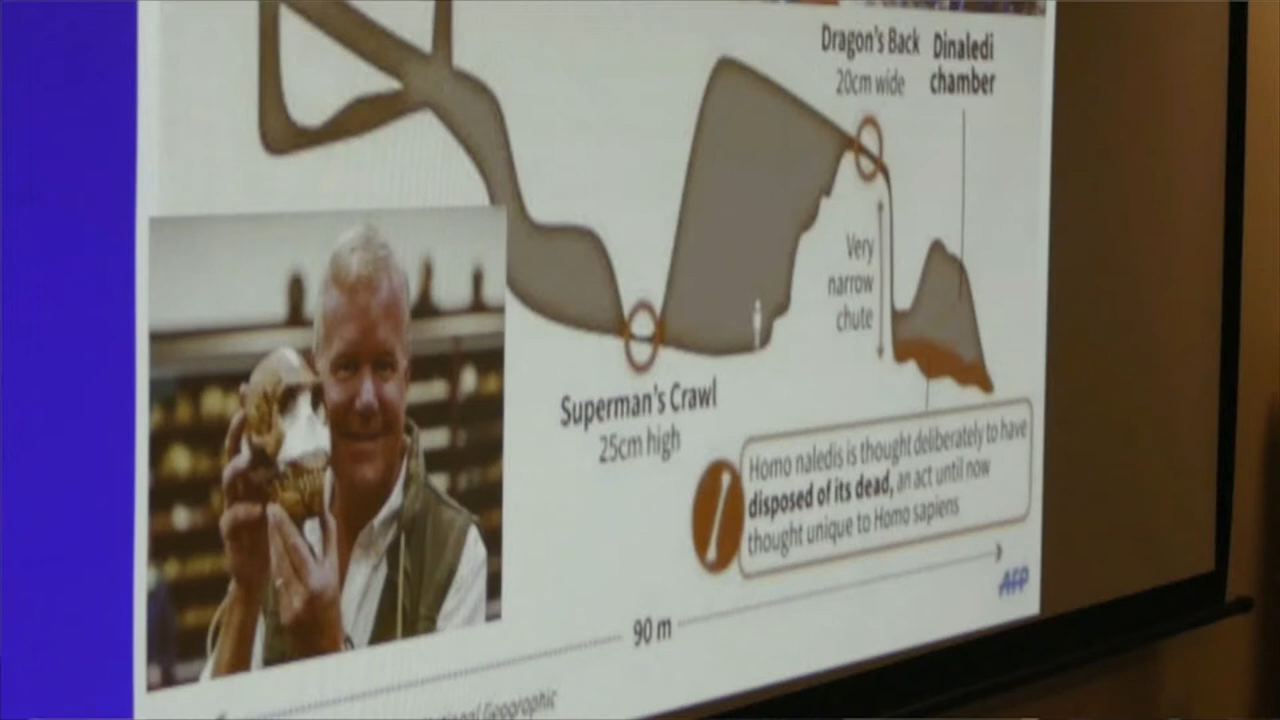 Dragon's Back
20cm wide
Dinaledi
chamber
Very
narrow
chute
Superman's Crawl
25cm high
Homo naledis is thought deliberately to have
disposed of its dead, an act until now
thought unique to Homo sapiens
AFP
90 m
Geographic